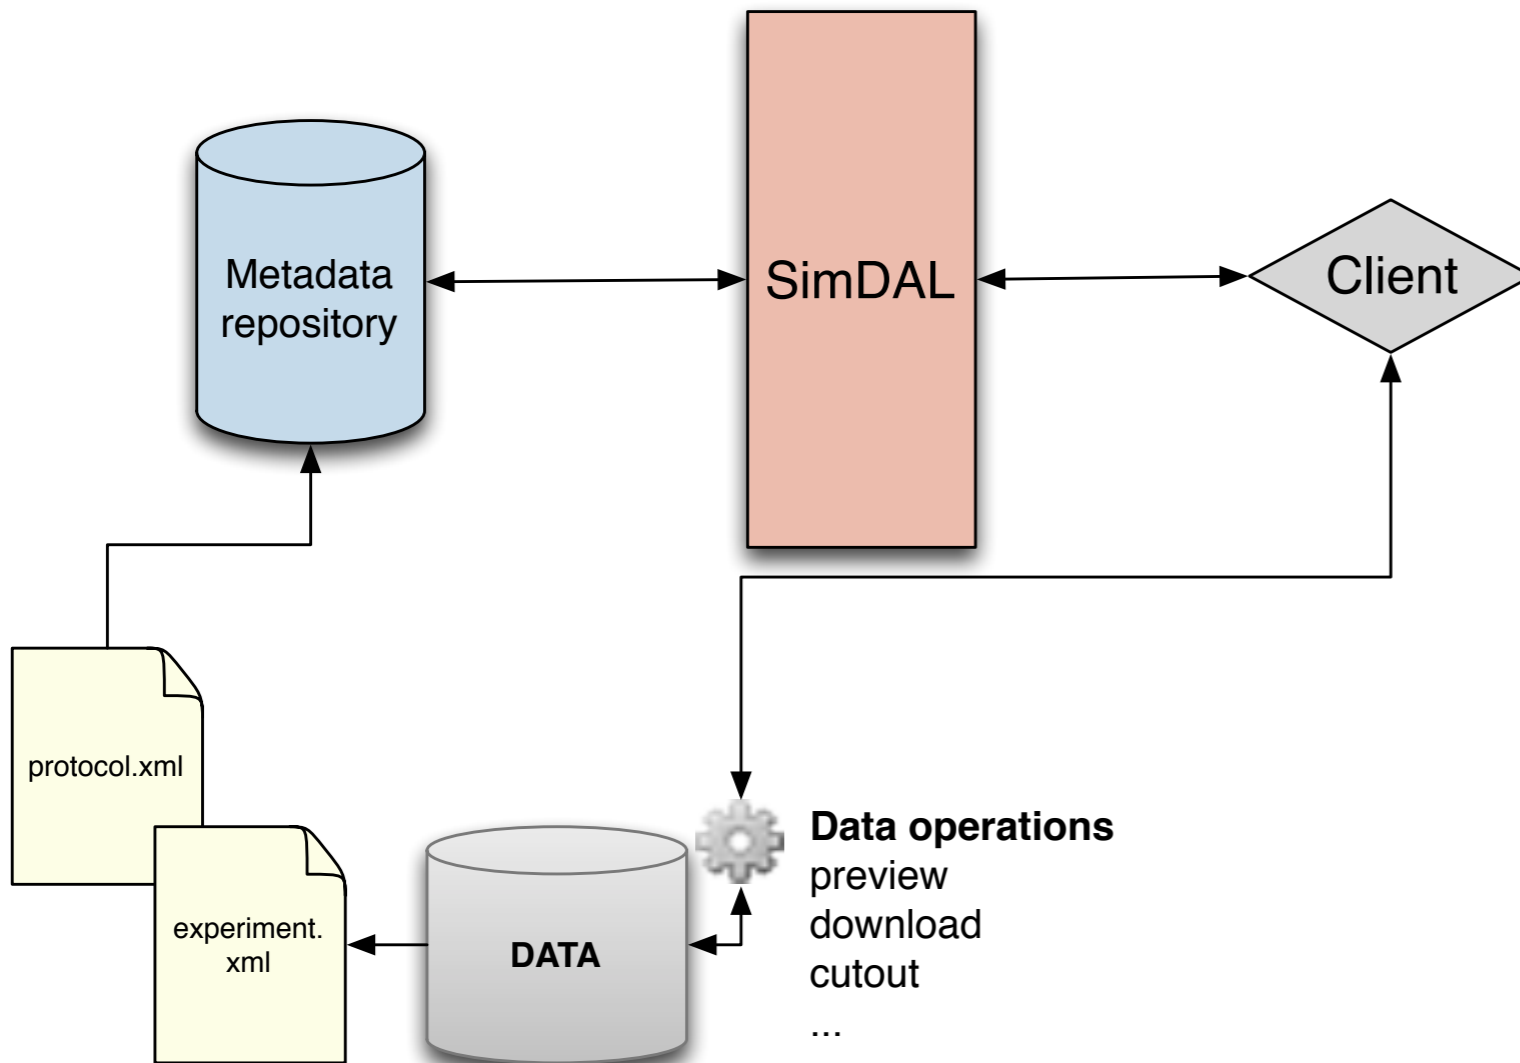 Metadata
repository
SimDAL
Client
protocol.xml
experiment.
xml
DATA
Data operations
preview
download
cutout
...